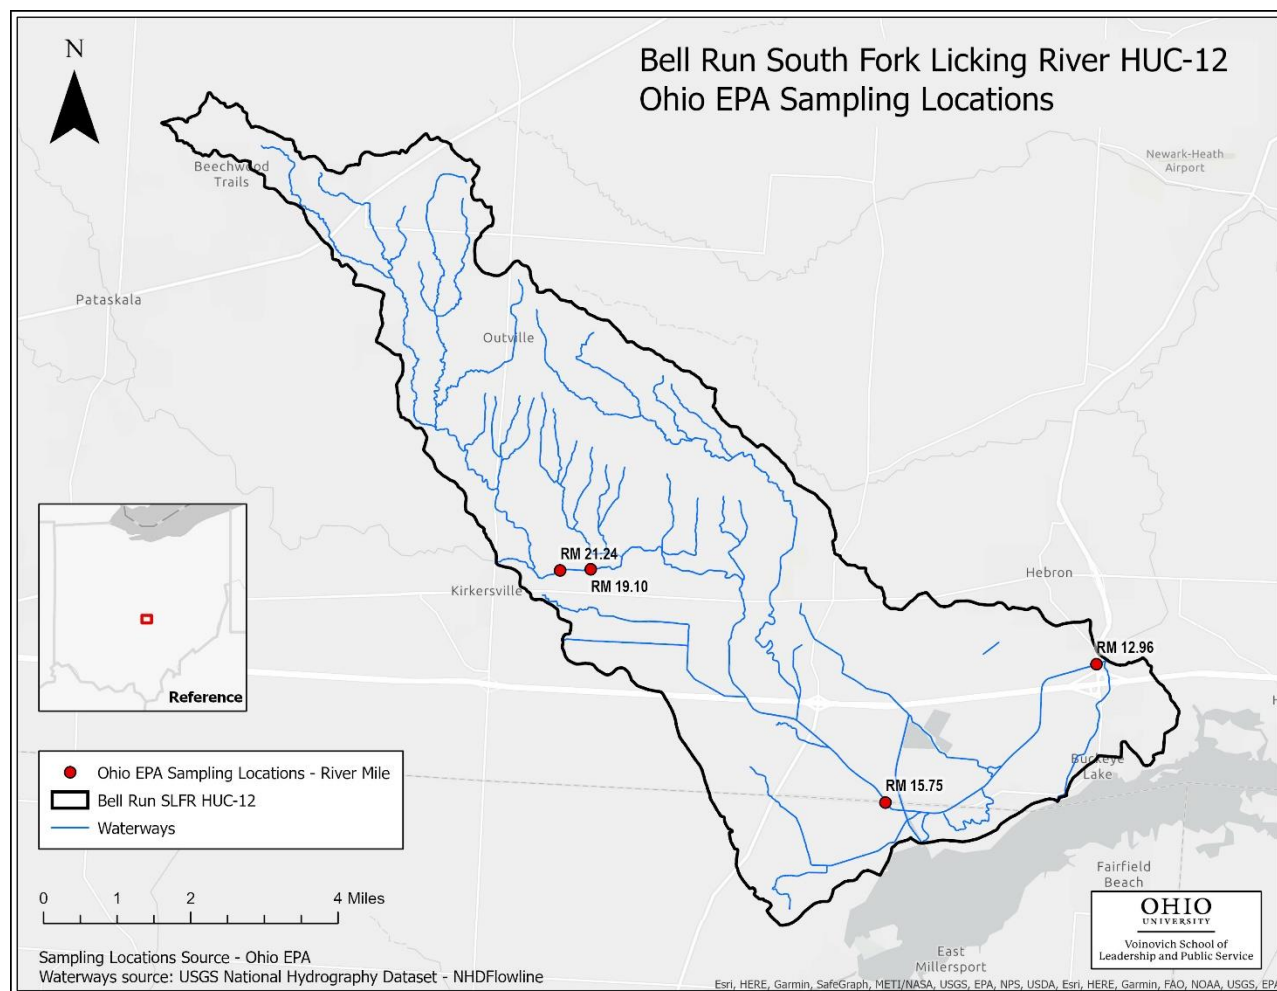 Bell Run South Fork Licking River HUC-12
Ohio EPA Sampling Locations
N
Beechwood
Trails
Newark-Heath
Airport
Pataskala
Outville
RM 21.24
RM 19.10
Kirkersville
Hebron
RM 12.96
Reference
Buckeye
Lake
RM 15.75
Ohio EPA Sampling Locations - River Mile
Bell Run SLFR HUC-12
Waterways
0 1 2 4 Miles
Fairfield
Beach
East
Millersport
OHIO
UNIVERSITY
Voinovich School of
Leadership and Public Service
Sampling Locations Source - Ohio EPA
Waterways source: USGS National Hydrography Dataset - NHDFlowline
Esri, HERE, Garmin, SafeGraph, METI/NASA, USGS, EPA, NPS, USDA, Esri, HERE, Garmin, FAO, NOAA, USGS, EPA